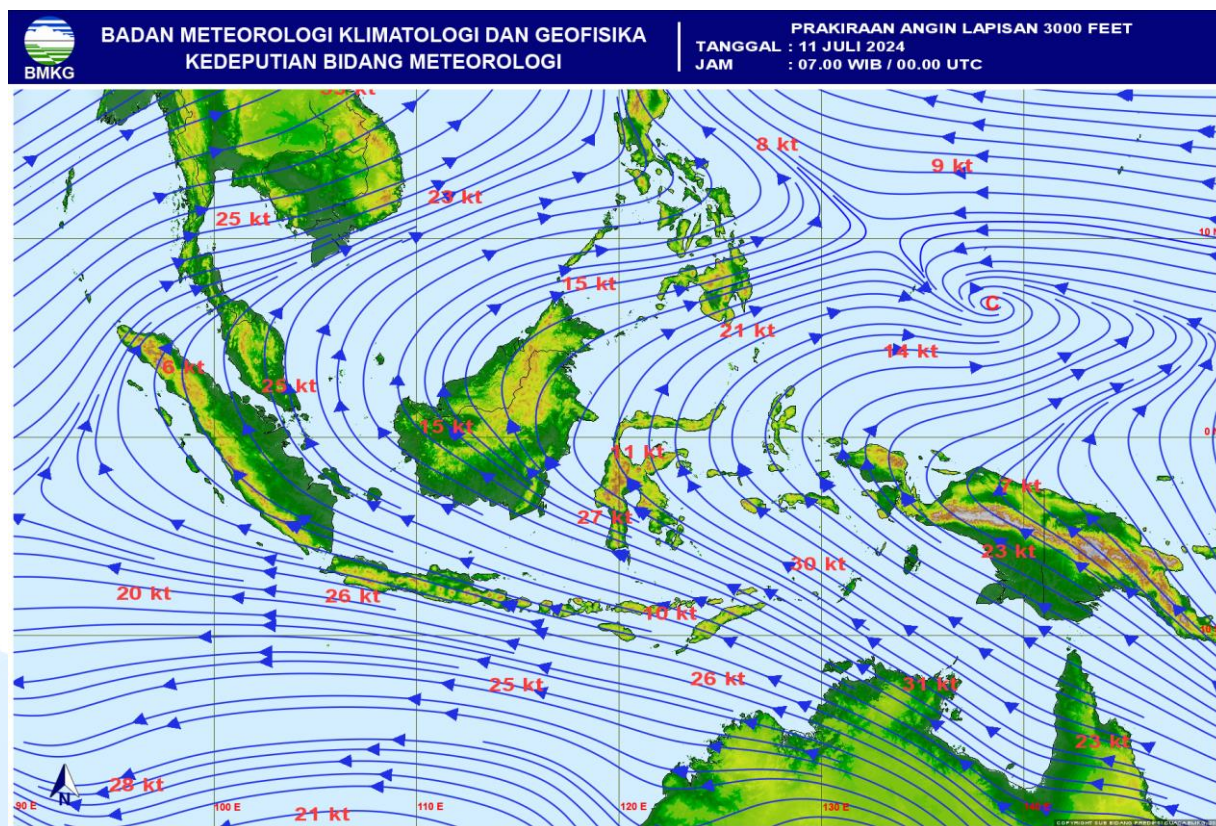 BADAN METEOROLOGI KLIMATOLOGI DAN GEOFISIKA
KEDEPUTIAN BIDANG METEOROLOGI
BMKG
PRAKIRAAN ANGIN LAPISAN 3000 FEET
TANGGAL : 11 JULI 2024
JAM : 07.00 WIB / 00.00 UTC
8 kt
9 kt
23 kt
25 kt
10 N
15 kt
C
21 kt
14 kt
6 kt
25 kt
15 kt
0 N
11 kt
7 kt
27 kt
23 kt
30 kt
20 kt
26 kt
10 kt
10
26 kt
25 kt
31 kt
23 kt
28 kt
N
21 kt
90 E
100 E
110 E
120 E
130 E
140 E